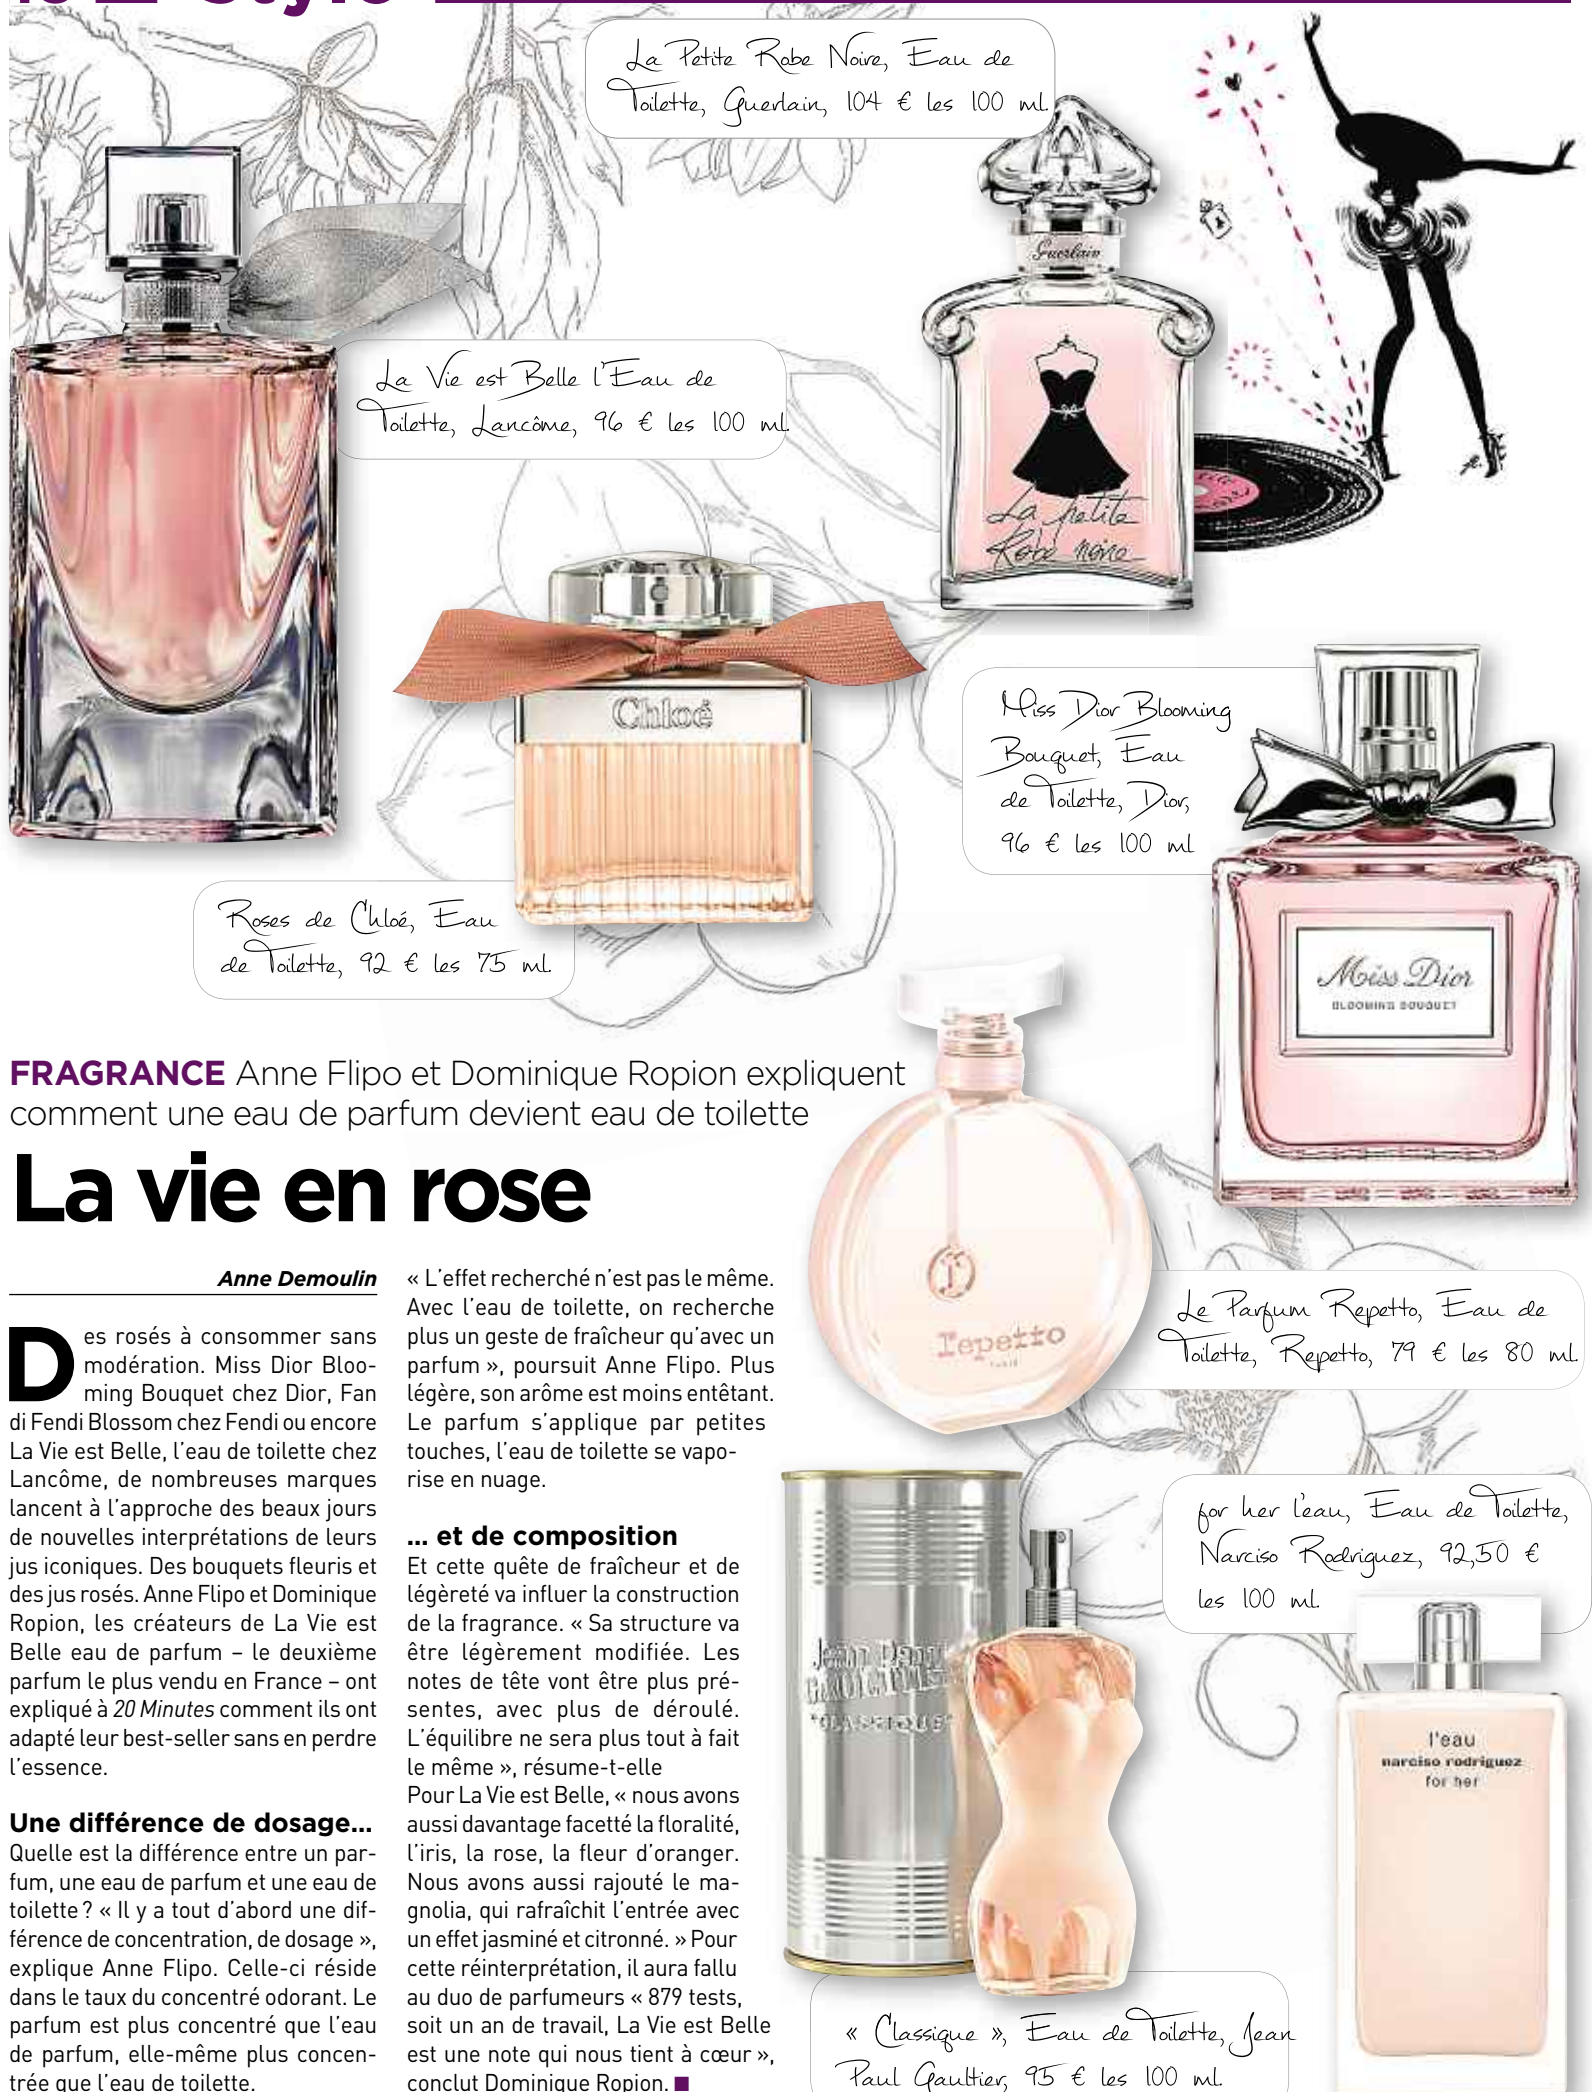 Style
La Petite Robe Noire, Eau de
Toilette, Guerlain, 104 € les 100 ml.
Guerlain
La petite
Robe noire
La Vie est Belle l'Eau de
Toilette, Lancôme, 96 € les 100 ml.
Chloé
Miss Dior Blooming
Bouquet, Eau
de Toilette, Dior,
96 € les 100 ml
Miss Dior
BLOOMING BOUQUET
Roses de Chloé, Eau
de Toilette, 92 € les 75 ml.
FRAGRANCE Anne Flipo et Dominique Ropion expliquent
comment une eau de parfum devient eau de toilette
La vie en rose
Anne Demoulin
Des rosés à consommer sans
modération. Miss Dior Bloo-
ming Bouquet chez Dior, Fan
di Fendi Blossom chez Fendi ou encore
La Vie est Belle, l'eau de toilette chez
Lancôme, de nombreuses marques
lancent à l'approche des beaux jours
de nouvelles interprétations de leurs
jus iconiques. Des bouquets fleuris et
des jus rosés. Anne Flipo et Dominique
Ropion, les créateurs de La Vie est
Belle eau de parfum – le deuxième
parfum le plus vendu en France – ont
expliqué à 20 Minutes comment ils ont
adapté leur best-seller sans en perdre
l'essence.
Une différence de dosage...
Quelle est la différence entre un par-
fum, une eau de parfum et une eau de
toilette ? « Il y a tout d'abord une dif-
férence de concentration, de dosage »,
explique Anne Flipo. Celle-ci réside
dans le taux du concentré odorant. Le
parfum est plus concentré que l'eau
de parfum, elle-même plus concen-
trée que l'eau de toilette.
« L'effet recherché n'est pas le même.
Avec l'eau de toilette, on recherche
plus un geste de fraîcheur qu'avec un
parfum », poursuit Anne Flipo. Plus
légère, son arôme est moins entêtant.
Le parfum s'applique par petites
touches, l'eau de toilette se vapo-
rise en nuage.
... et de composition
Et cette quête de fraîcheur et de
légèreté va influer la construction
de la fragrance. « Sa structure va
être légèrement modifiée. Les
notes de tête vont être plus pré-
sentes, avec plus de déroulé.
L'équilibre ne sera plus tout à fait
le même », résume-t-elle
Pour La Vie est Belle, « nous avons
aussi davantage facetté la floralité,
l'iris, la rose, la fleur d'oranger.
Nous avons aussi rajouté le ma-
gnolia, qui rafraîchit l'entrée avec
un effet jasminé et citronné. » Pour
cette réinterprétation, il aura fallu
au duo de parfumeurs « 879 tests,
soit un an de travail, La Vie est Belle
est une note qui nous tient à cœur »,
conclut Dominique Ropion. ■
repetto
Le Parfum Repetto, Eau de
Toilette, Repetto, 79 € les 80 ml.
for her l'eau, Eau de Toilette,
Narciso Rodriguez, 92,50 €
les 100 ml.
Jean Paul
GAULTIER
"CLASSIQUE"
l'eau
narciso rodriguez
for her
« Classique », Eau de Toilette, Jean
Paul Gaultier, 95 € les 100 ml.